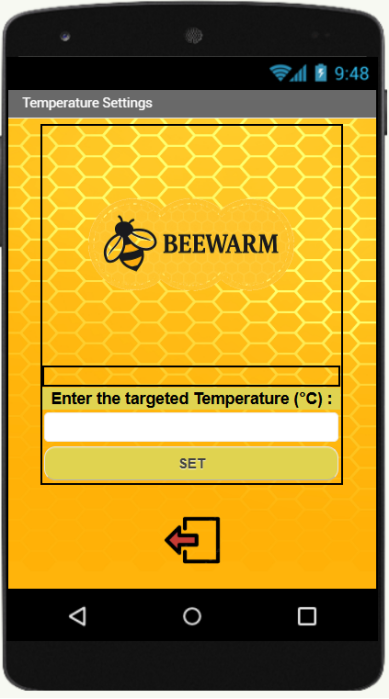 9:48
Temperature Settings
BEEWARM
Enter the targeted Temperature (°C) :
SET